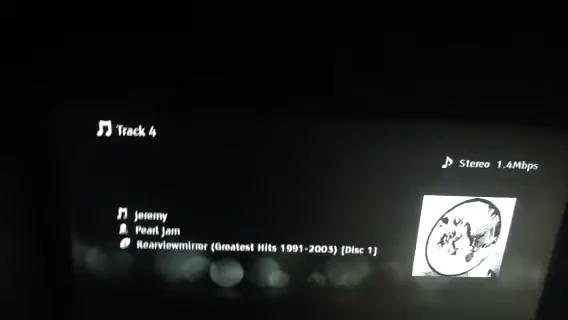 Track 4
Stereo 1.4Mbps
Jeremy
Pearl Jam
Rearviewmirror (Greatest Hits 1991-2003) [Disc 1]